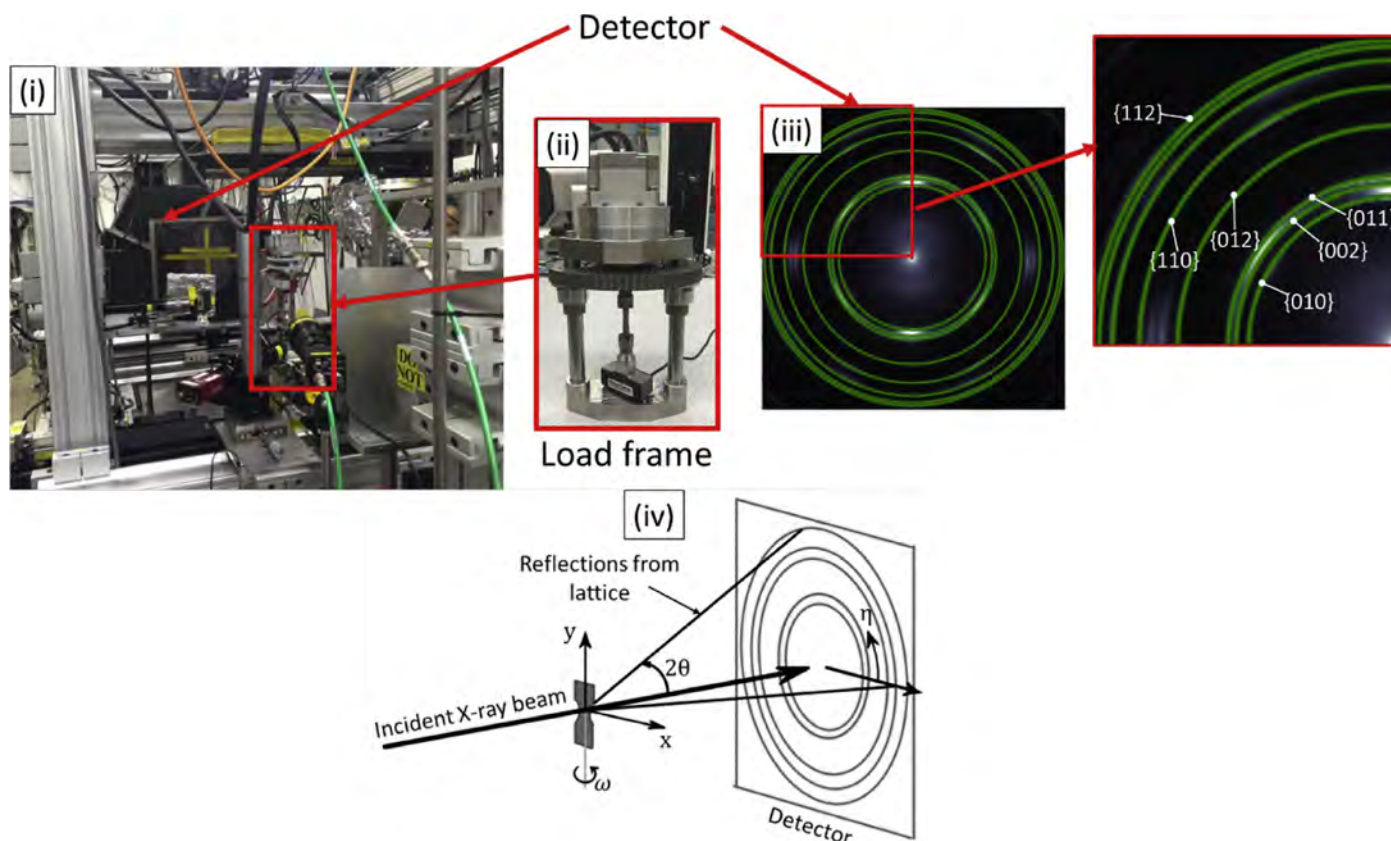 Detector
(i)
(ii)
(iii)
{112}
{011}
{012}
{002}
{110}
{010}
DO
NOT
Load frame
(iv)
Reflections from
lattice
y
η
2θ
Incident X-ray beam
x
ω
Detector